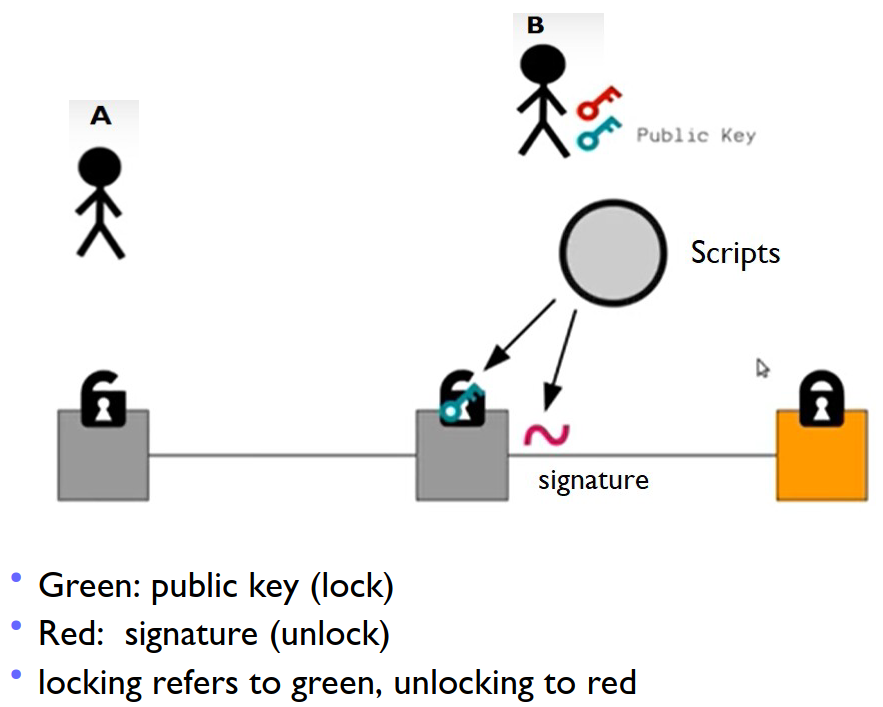 B
A
Public Key
Scripts
signature
• Green: public key (lock)
• Red: signature (unlock)
• locking refers to green, unlocking to red